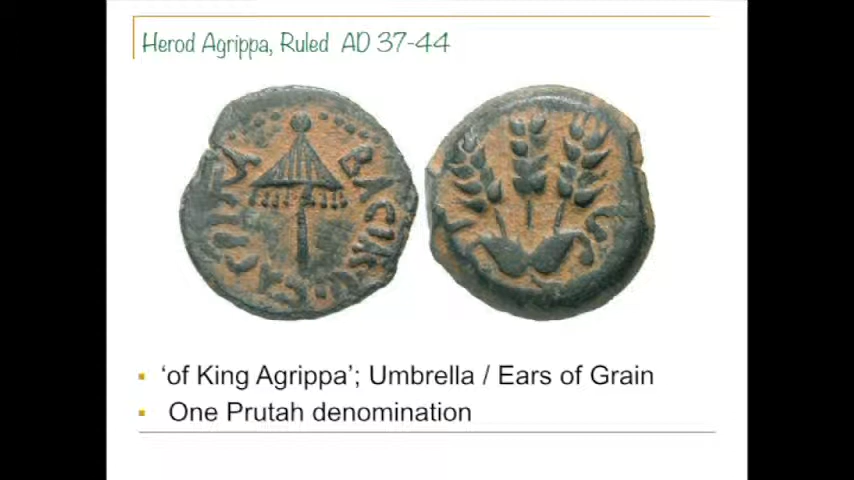 Herod Agrippa, Ruled AD 37-44
‘of King Agrippa’; Umbrella / Ears of Grain
One Prutah denomination